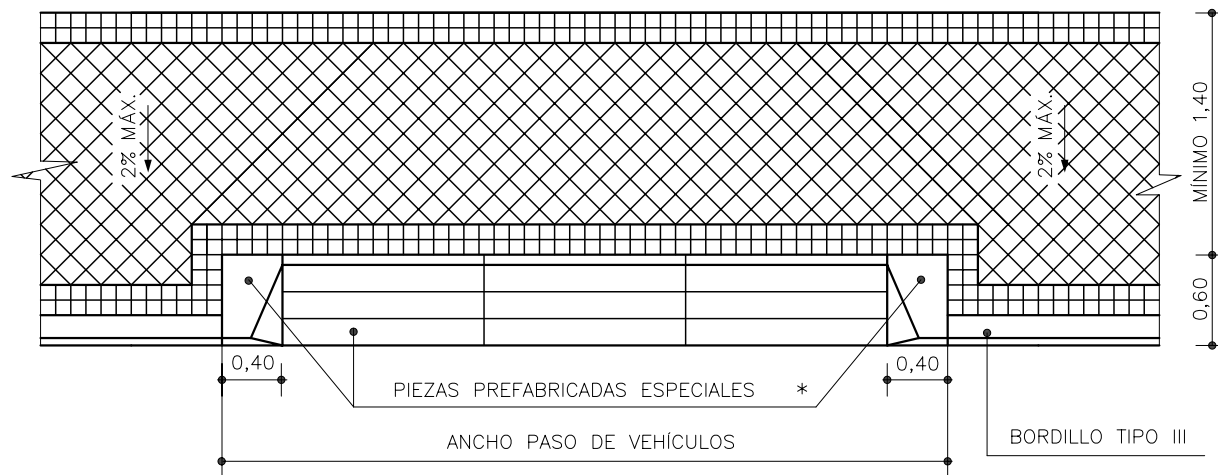 2% MÁX.
2% MÁX.
MÍNIMO 1,40
0,60
0,40
0,40
PIEZAS PREFABRICADAS ESPECIALES *
ANCHO PASO DE VEHÍCULOS
BORDILLO TIPO III